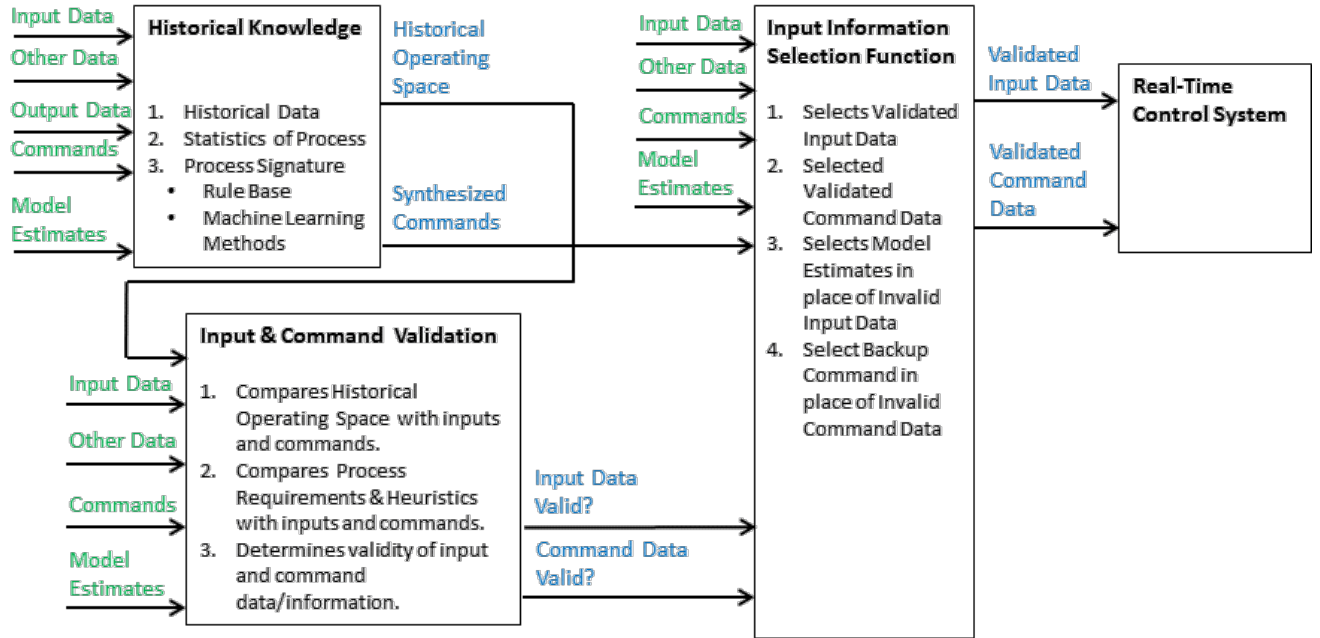 Input Data
Other Data
Output Data
Commands
Model
Estimates
Historical Knowledge
1. Historical Data
2. Statistics of Process
3. Process Signature
• Rule Base
• Machine Learning
Methods
Historical
Operating
Space
Synthesized
Commands
Input Data
Other Data
Commands
Model
Estimates
Input Information
Selection Function
1. Selects Validated
Input Data
2. Selected
Validated
Command Data
3. Selects Model
Estimates in
place of Invalid
Input Data
4. Select Backup
Command in
place of Invalid
Command Data
Validated
Input Data
Validated
Command
Data
Real-Time
Control System
Input Data
Other Data
Commands
Model
Estimates
Input & Command Validation
1. Compares Historical
Operating Space with inputs
and commands.
2. Compares Process
Requirements & Heuristics
with inputs and commands.
3. Determines validity of input
and command
data/information.
Input Data
Valid?
Command Data
Valid?